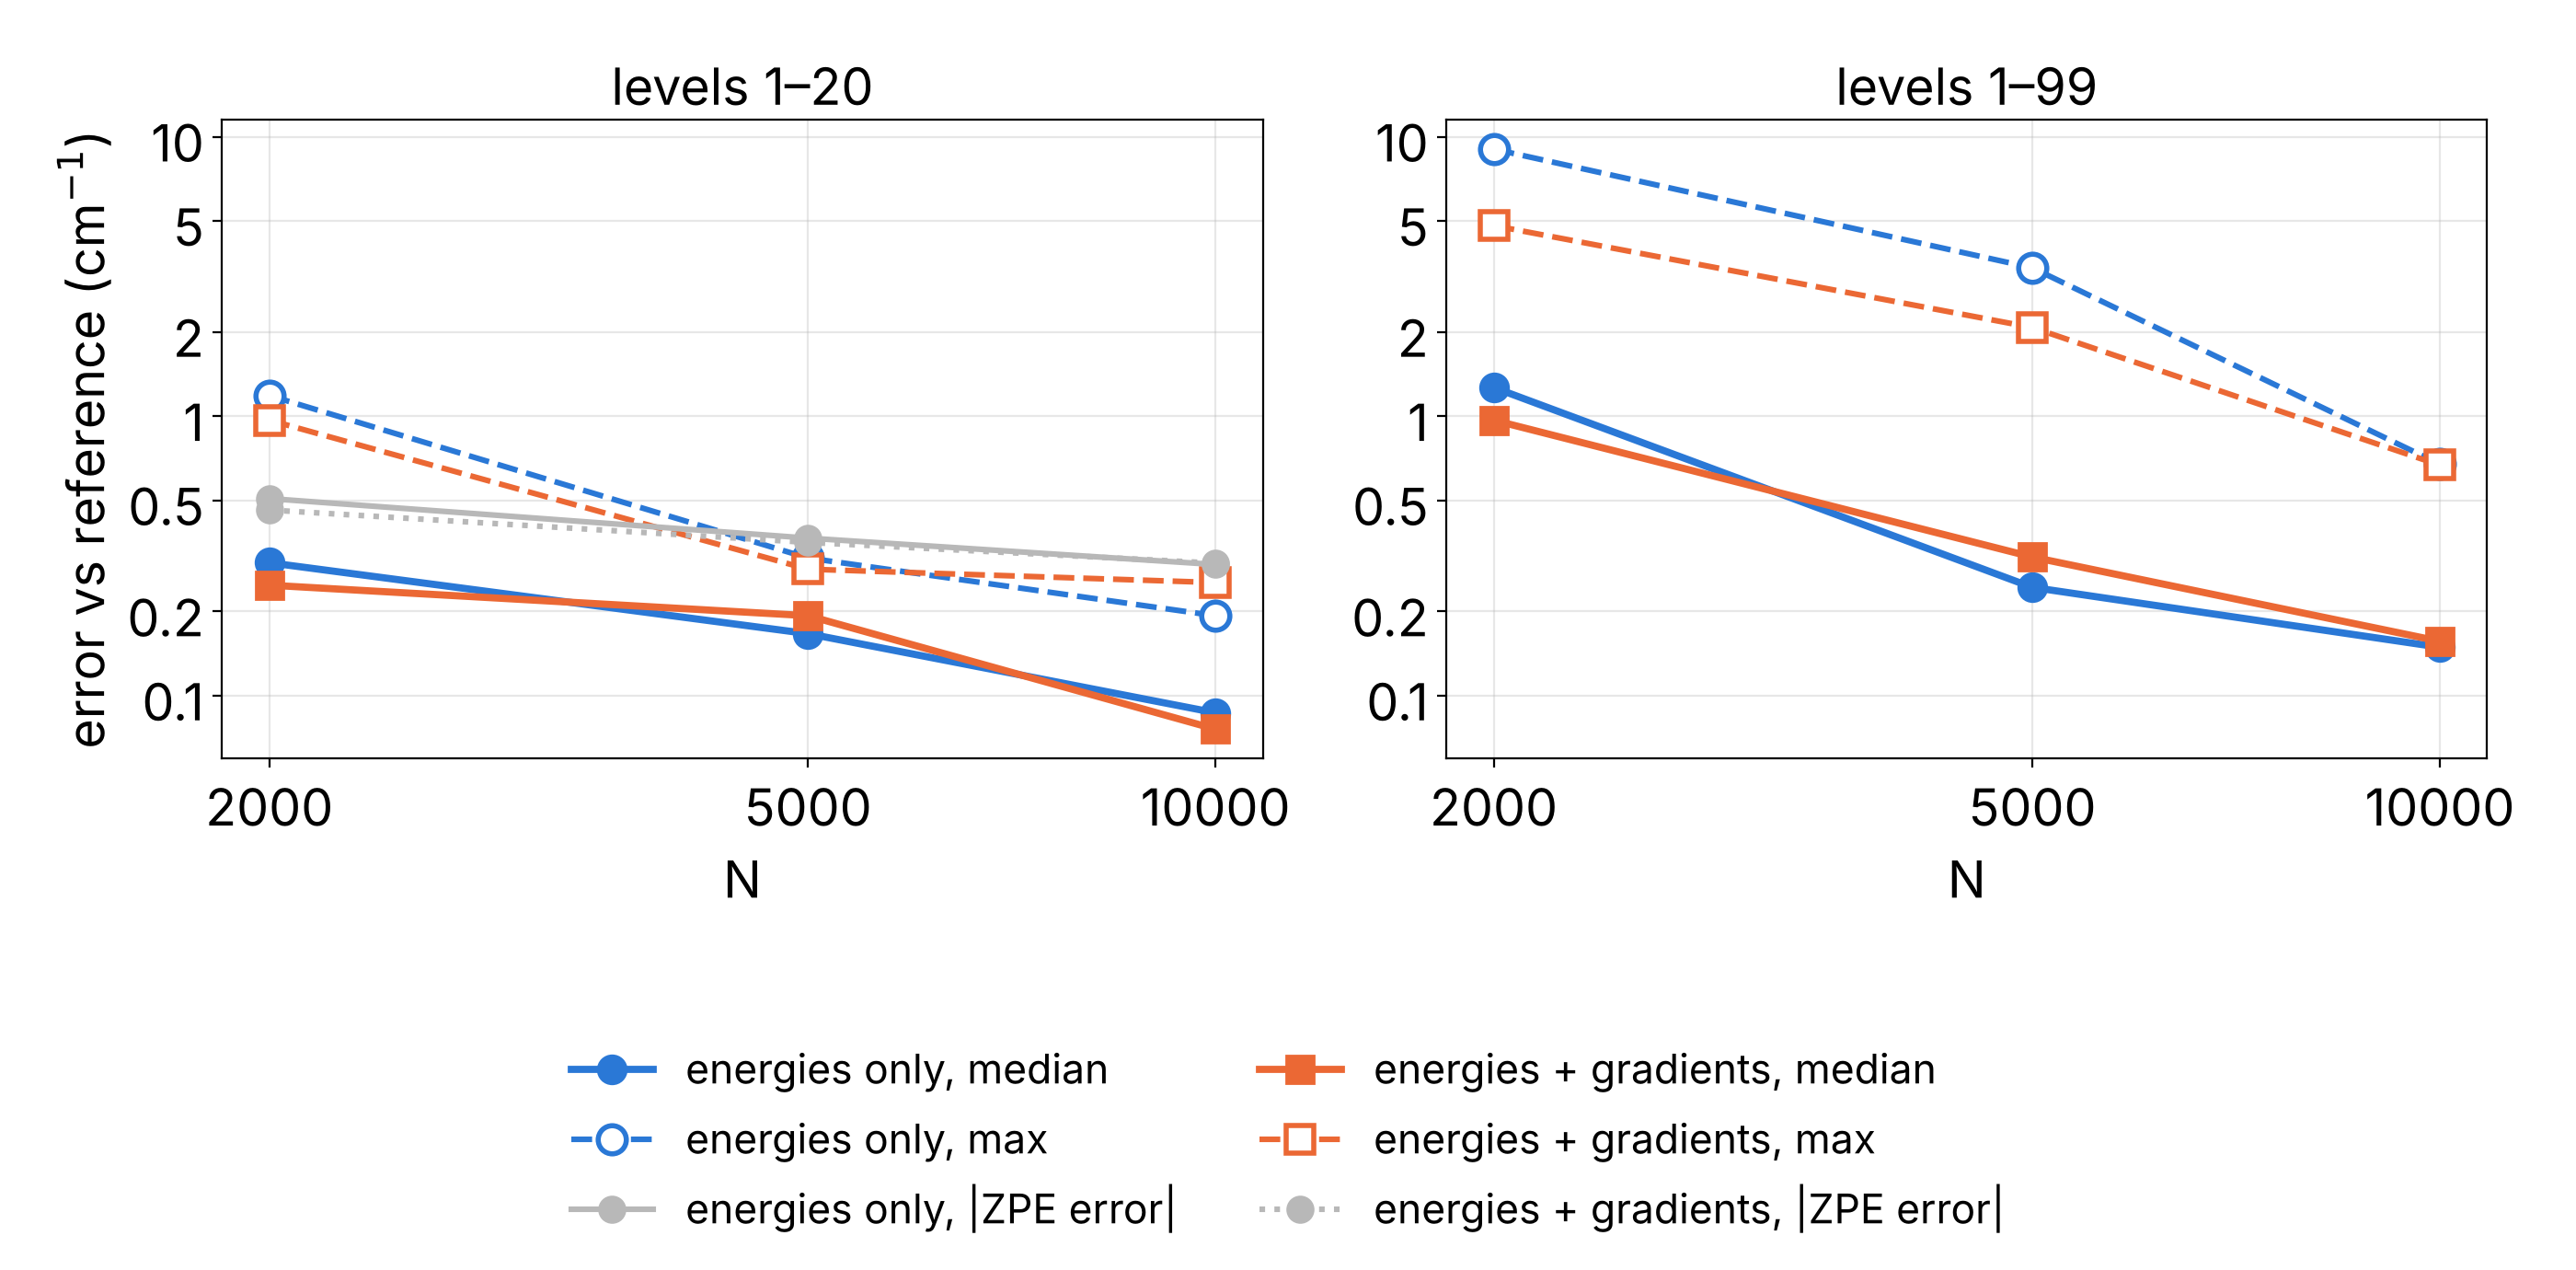 levels 1–20
levels 1–99
error vs reference (cm⁻¹)
10
5
2
1
0.5
0.2
0.1
10
5
2
1
0.5
0.2
0.1
2000 5000 10000
2000 5000 10000
N
N
energies only, median
energies + gradients, median
energies only, max
energies + gradients, max
energies only, |ZPE error|
energies + gradients, |ZPE error|